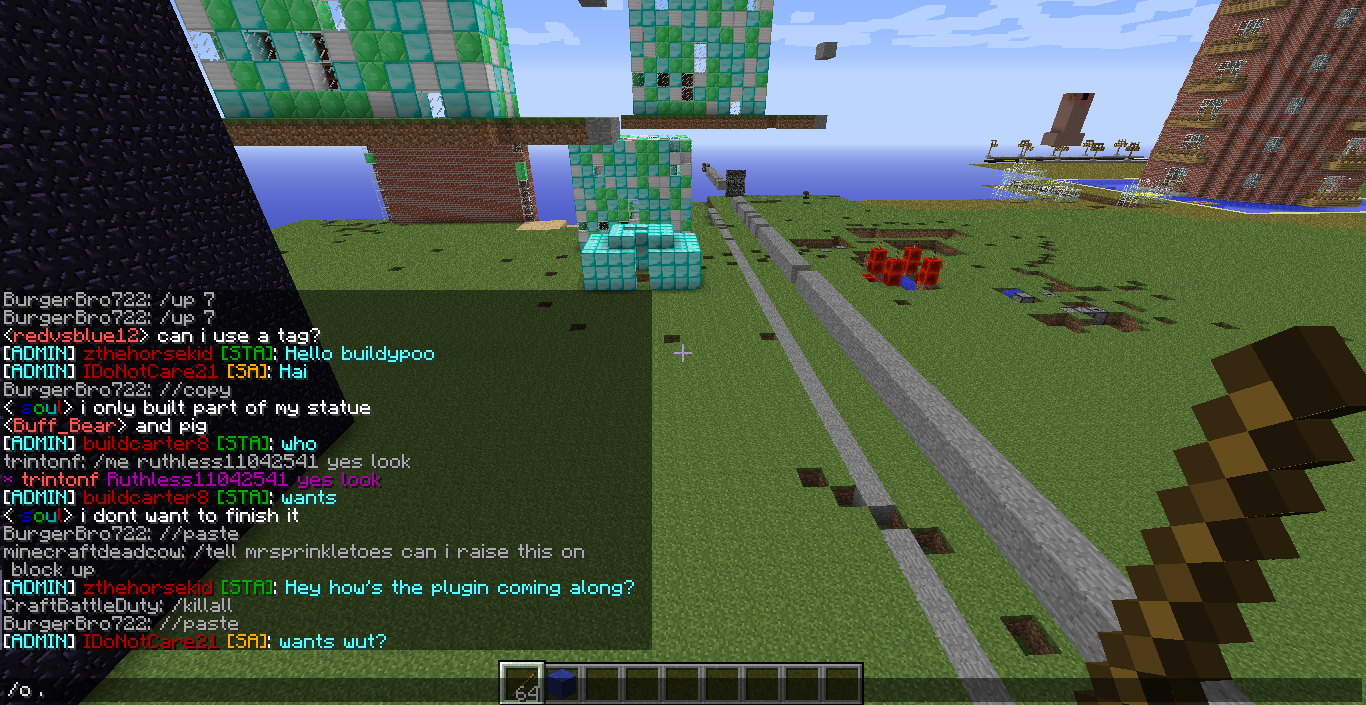 BurgerBro722: /up 7
BurgerBro722: /up 7
<redvsblue12> can i use a tag?
[ADMIN] zthehorsekid [STA]: Hello buildypoo
[ADMIN] IDoNotCare21 [SA]: Hai
BurgerBro722: //copy
< soul> i only built part of my statue
<Buff_Bear> and pig
[ADMIN] buildcarter8 [STA]: who
trintonf: /me ruthless11042541 yes look
* trintonf Ruthless11042541 yes look
[ADMIN] buildcarter8 [STA]: wants
< soul> i dont want to finish it
BurgerBro722: //paste
minecraftdeadcow: /tell mrsprinkletoes can i raise this on
block up
[ADMIN] zthehorsekid [STA]: Hey how's the plugin coming along?
CraftBattleDuty: /killall
BurgerBro722: //paste
[ADMIN] IDoNotCare21 [SA]: wants wut?
64
/o .